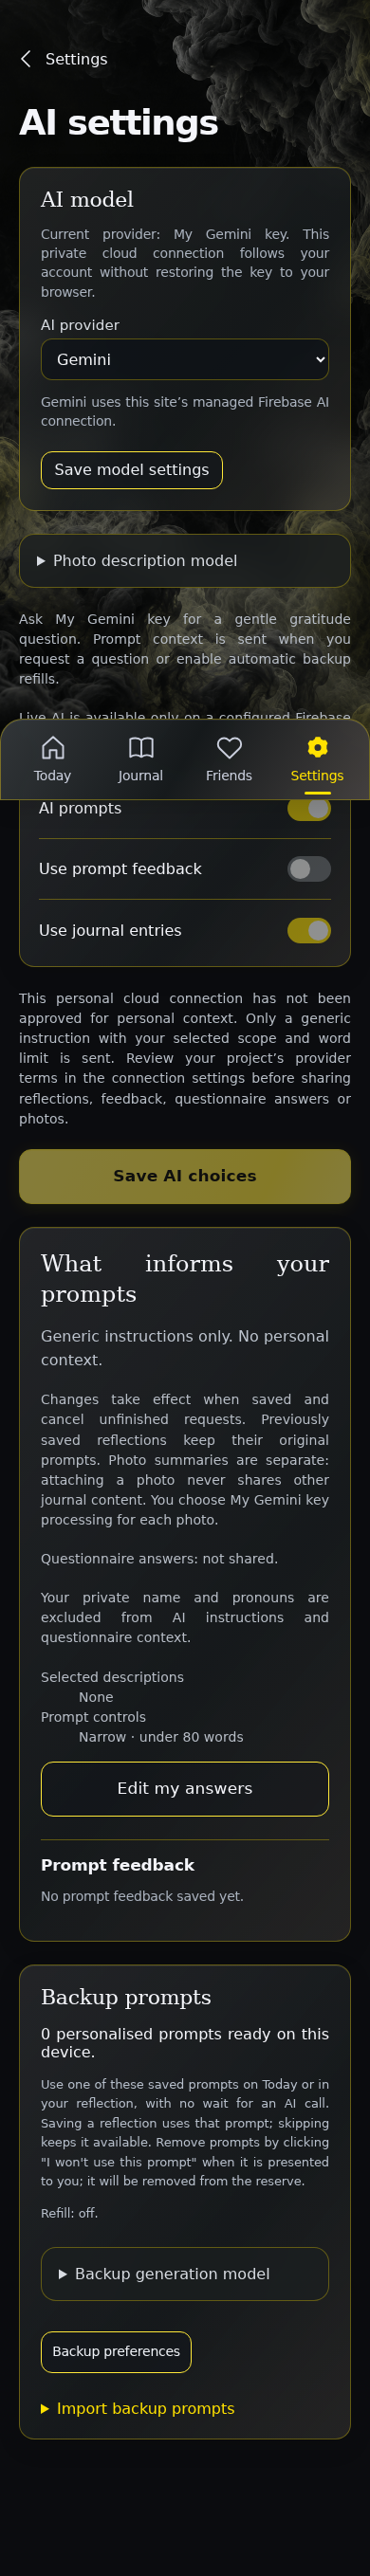 Settings
AI settings
AI model
Current provider: My Gemini key. This
private cloud connection follows your
account without restoring the key to your
browser.
AI provider
Gemini
Gemini uses this site’s managed Firebase AI
connection.
Save model settings
Photo description model
Ask My Gemini key for a gentle gratitude
question. Prompt context is sent when you
request a question or enable automatic backup
refills.
Live AI is available only on a configured Firebase
Today
Journal
Friends
Settings
AI prompts
Use prompt feedback
Use journal entries
This personal cloud connection has not been
approved for personal context. Only a generic
instruction with your selected scope and word
limit is sent. Review your project’s provider
terms in the connection settings before sharing
reflections, feedback, questionnaire answers or
photos.
Save AI choices
What informs your
prompts
Generic instructions only. No personal
context.
Changes take effect when saved and
cancel unfinished requests. Previously
saved reflections keep their original
prompts. Photo summaries are separate:
attaching a photo never shares other
journal content. You choose My Gemini key
processing for each photo.
Questionnaire answers: not shared.
Your private name and pronouns are
excluded from AI instructions and
questionnaire context.
Selected descriptions
None
Prompt controls
Narrow · under 80 words
Edit my answers
Prompt feedback
No prompt feedback saved yet.
Backup prompts
0 personalised prompts ready on this
device.
Use one of these saved prompts on Today or in
your reflection, with no wait for an AI call.
Saving a reflection uses that prompt; skipping
keeps it available. Remove prompts by clicking
"I won't use this prompt" when it is presented
to you; it will be removed from the reserve.
Refill: off.
Backup generation model
Backup preferences
Import backup prompts